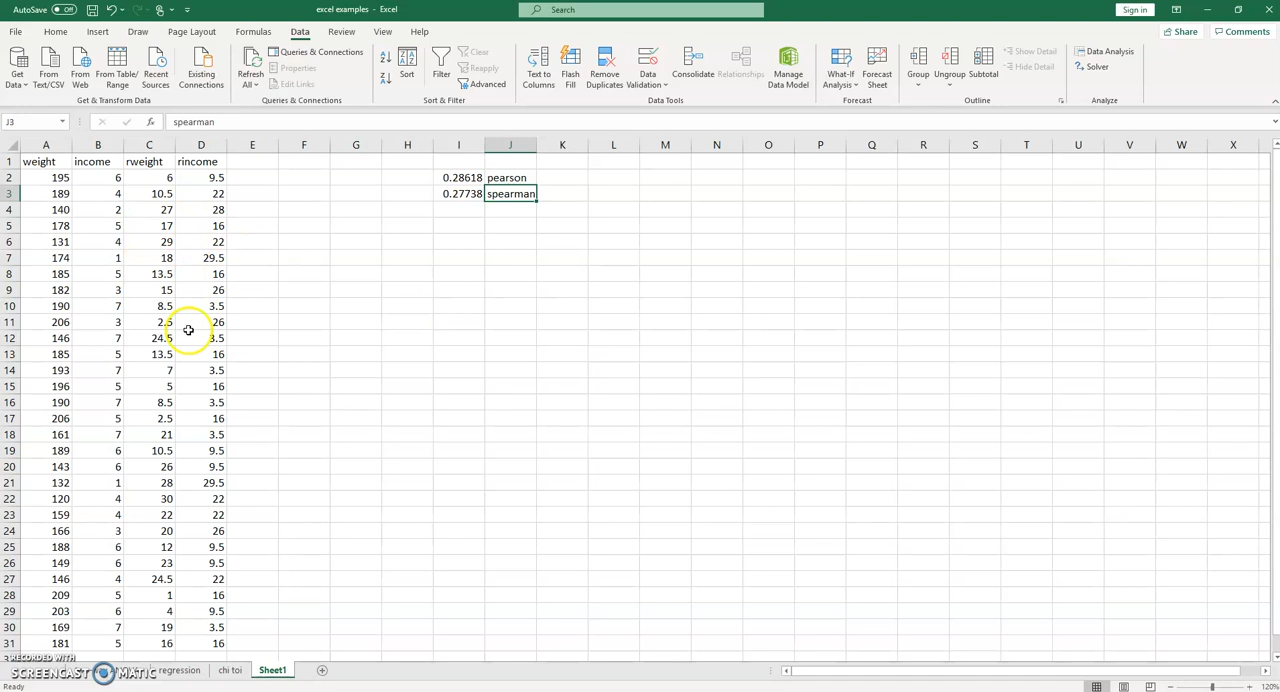 AutoSave Off excel examples - Excel Search Sign in
File Home Insert Draw Page Layout Formulas Data Review View Help Share Comments
Get Data From Text/CSV From Web From Table/ Range Recent Sources Existing Connections Refresh All Queries & Connections Properties Edit Links Sort Filter Clear Reapply Advanced Text to Columns Flash Fill Remove Duplicates Data Validation Consolidate Relationships Manage Data Model What-If Analysis Forecast Sheet Group Ungroup Subtotal Show Detail Hide Detail Data Analysis Solver
Get & Transform Data Queries & Connections Sort & Filter Data Tools Forecast Outline Analyze
J3 fx spearman
A B C D E F G H I J K L M N O P Q R S T U V W X
1 weight income rweight rincome
2 195 6 6 9.5 0.28618 pearson
3 189 4 10.5 22 0.27738 spearman
4 140 2 27 28
5 178 5 17 16
6 131 4 29 22
7 174 1 18 29.5
8 185 5 13.5 16
9 182 3 15 26
10 190 7 8.5 3.5
11 206 3 2.5 26
12 146 7 24.5 3.5
13 185 5 13.5 16
14 193 7 7 3.5
15 196 5 5 16
16 190 7 8.5 3.5
17 206 5 2.5 16
18 161 7 21 3.5
19 189 6 10.5 9.5
20 143 6 26 9.5
21 132 1 28 29.5
22 120 4 30 22
23 159 4 22 22
24 166 3 20 26
25 188 6 12 9.5
26 149 6 23 9.5
27 146 4 24.5 22
28 209 5 1 16
29 203 6 4 9.5
30 169 7 19 3.5
31 181 5 16 16
RECORDED WITH
SCREENCAST MATIC regression chi toi Sheet1
Ready 120%